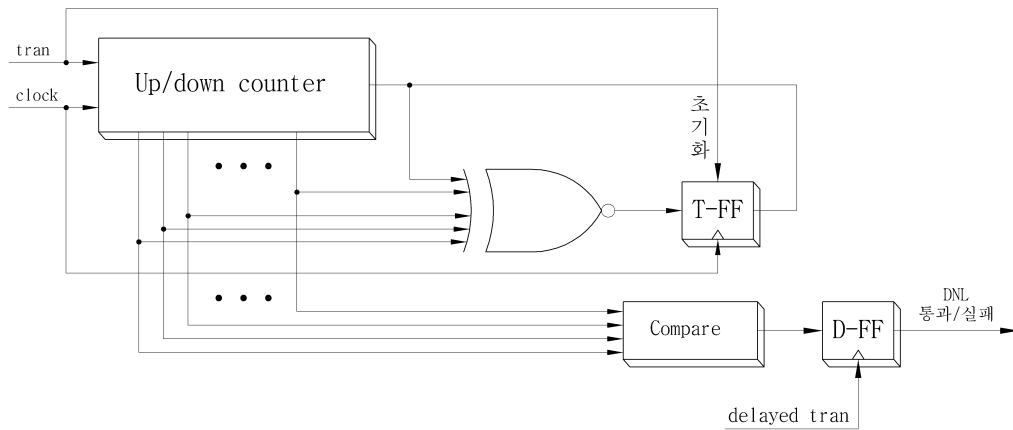 tran
Up/down counter
clock
초기화
T-FF
Compare
D-FF
DNL
통과/실패
delayed tran